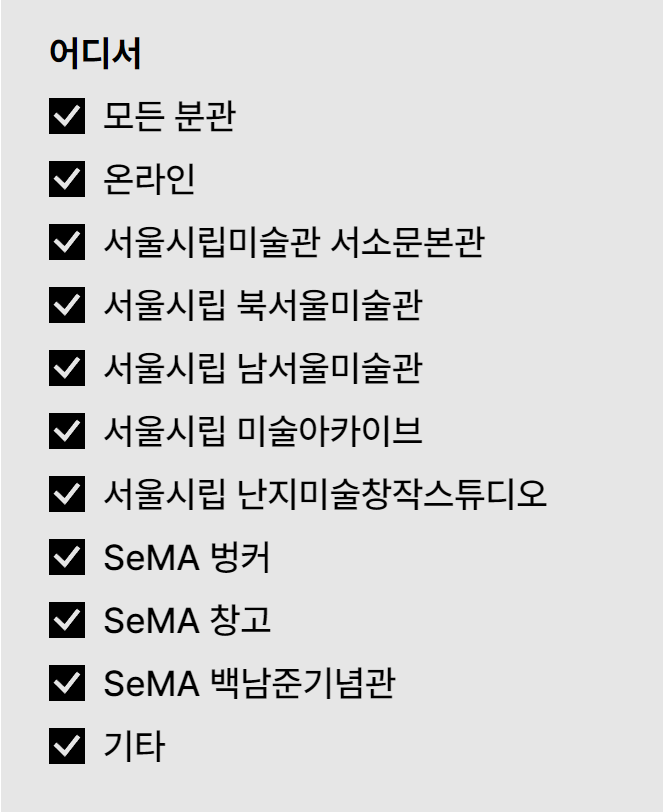 어디서
모든 분관
온라인
서울시립미술관 서소문본관
서울시립 북서울미술관
서울시립 남서울미술관
서울시립 미술아카이브
서울시립 난지미술창작스튜디오
SeMA 벙커
SeMA 창고
SeMA 백남준기념관
기타